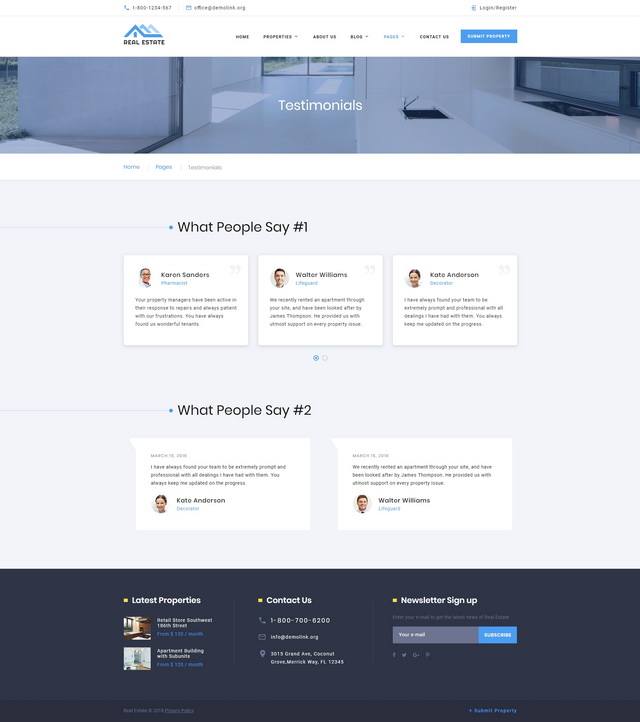 1-800-1234-567
office@demolink.org
Login/Register
REAL ESTATE
HOME
PROPERTIES
ABOUT US
BLOG
PAGES
CONTACT US
SUBMIT PROPERTY
Testimonials
Home
Pages
Testimonials
What People Say #1
Karen Sanders
Pharmacist
Your property managers have been active in
their response to repairs and always patient
with our frustrations. You have always
found us wonderful tenants.
Walter Williams
Lifeguard
We recently rented an apartment through
your site, and have been looked after by
James Thompson. He provided us with
utmost support on every property issue.
Kate Anderson
Decorator
I have always found your team to be
extremely prompt and professional with all
dealings I have had with them. You always
keep me updated on the progress.
What People Say #2
MARCH 15, 2018
I have always found your team to be extremely prompt and
professional with all dealings I have had with them. You
always keep me updated on the progress.
Kate Anderson
Decorator
MARCH 15, 2018
We recently rented an apartment through your site, and have
been looked after by James Thompson. He provided us with
utmost support on every property issue.
Walter Williams
Lifeguard
Latest Properties
Retail Store Southwest
186th Street
From $ 120 / month
Apartment Building
with Subunits
From $ 120 / month
Contact Us
1-800-700-6200
info@demolink.org
3015 Grand Ave, Coconut
Grove,Merrick Way, FL 12345
Newsletter Sign up
Enter your e-mail to get the latest news of Real Estate
Your e-mail
SUBSCRIBE
Real Estate © 2018 Privacy Policy
+ Submit Property